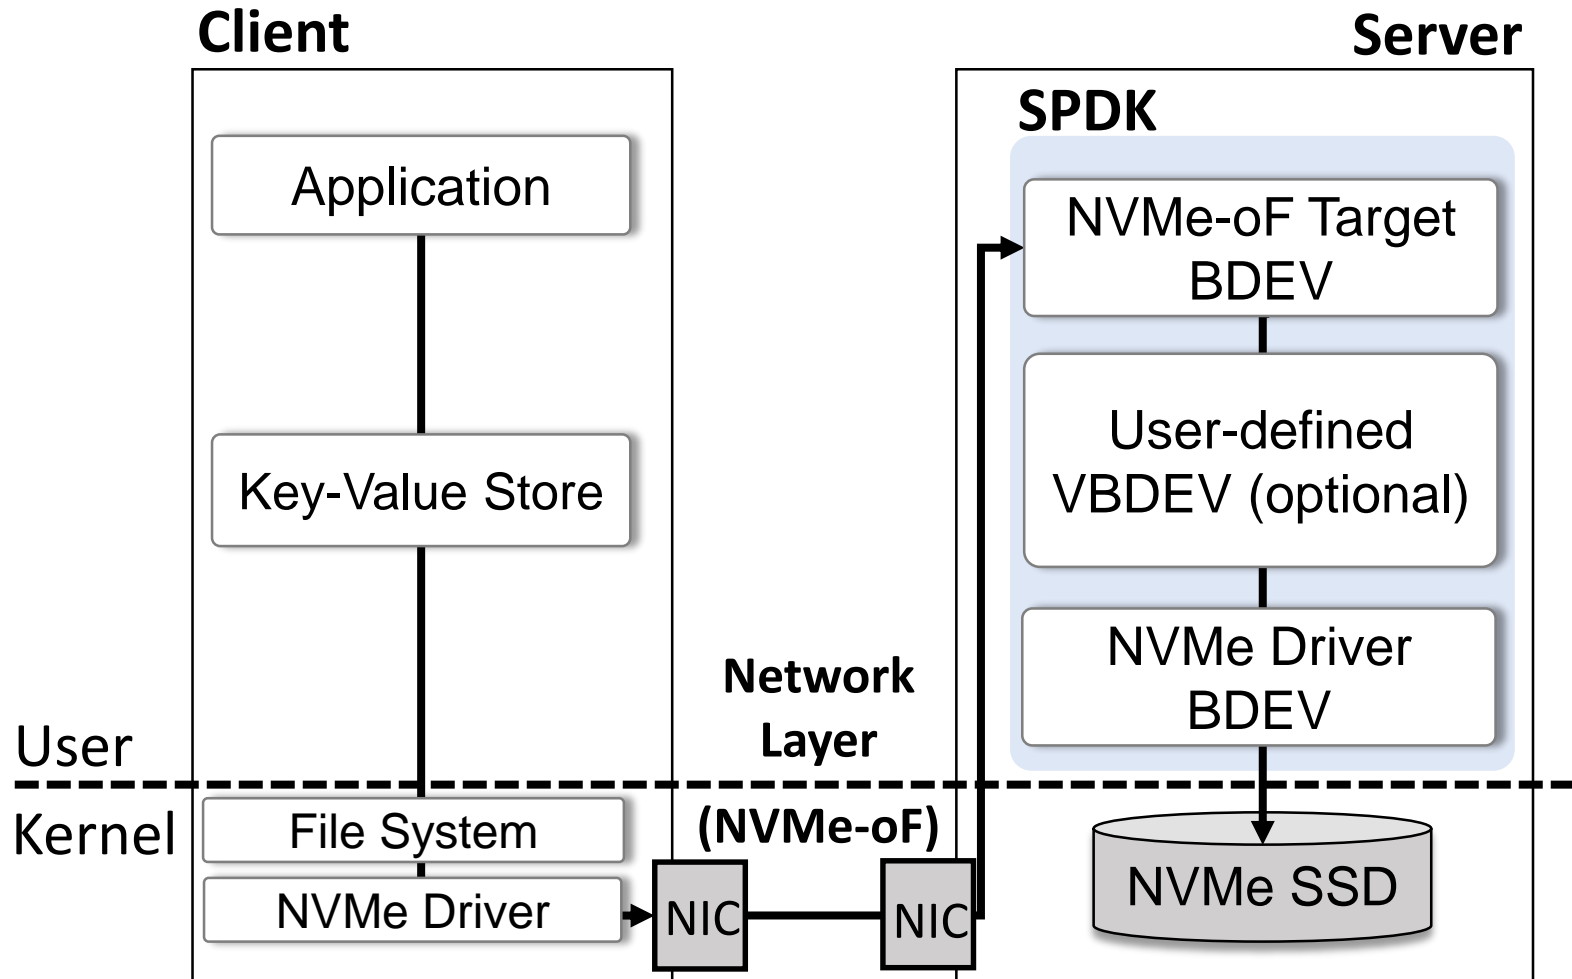 Client
Application
Key-Value Store
User
Kernel
File System
NVMe Driver
NIC
Network
Layer
(NVMe-oF)
NIC
Server
SPDK
NVMe-oF Target
BDEV
User-defined
VBDEV (optional)
NVMe Driver
BDEV
NVMe SSD